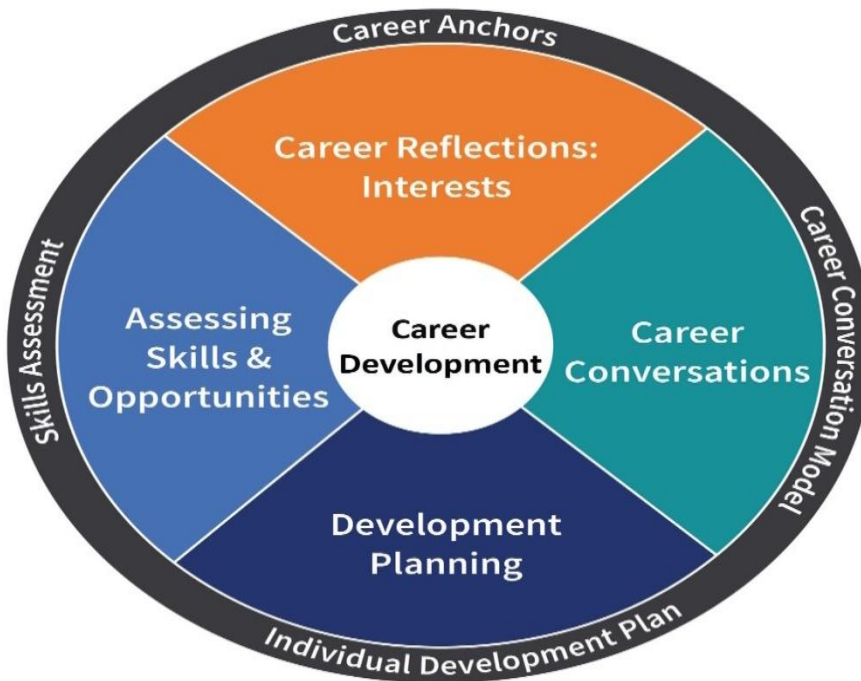 Career Anchors
Career Reflections:
Interests
Skills Assessment
Assessing
Skills &
Opportunities
Career
Development
Career
Conversations
Career Conversation Model
Development
Planning
Individual Development Plan